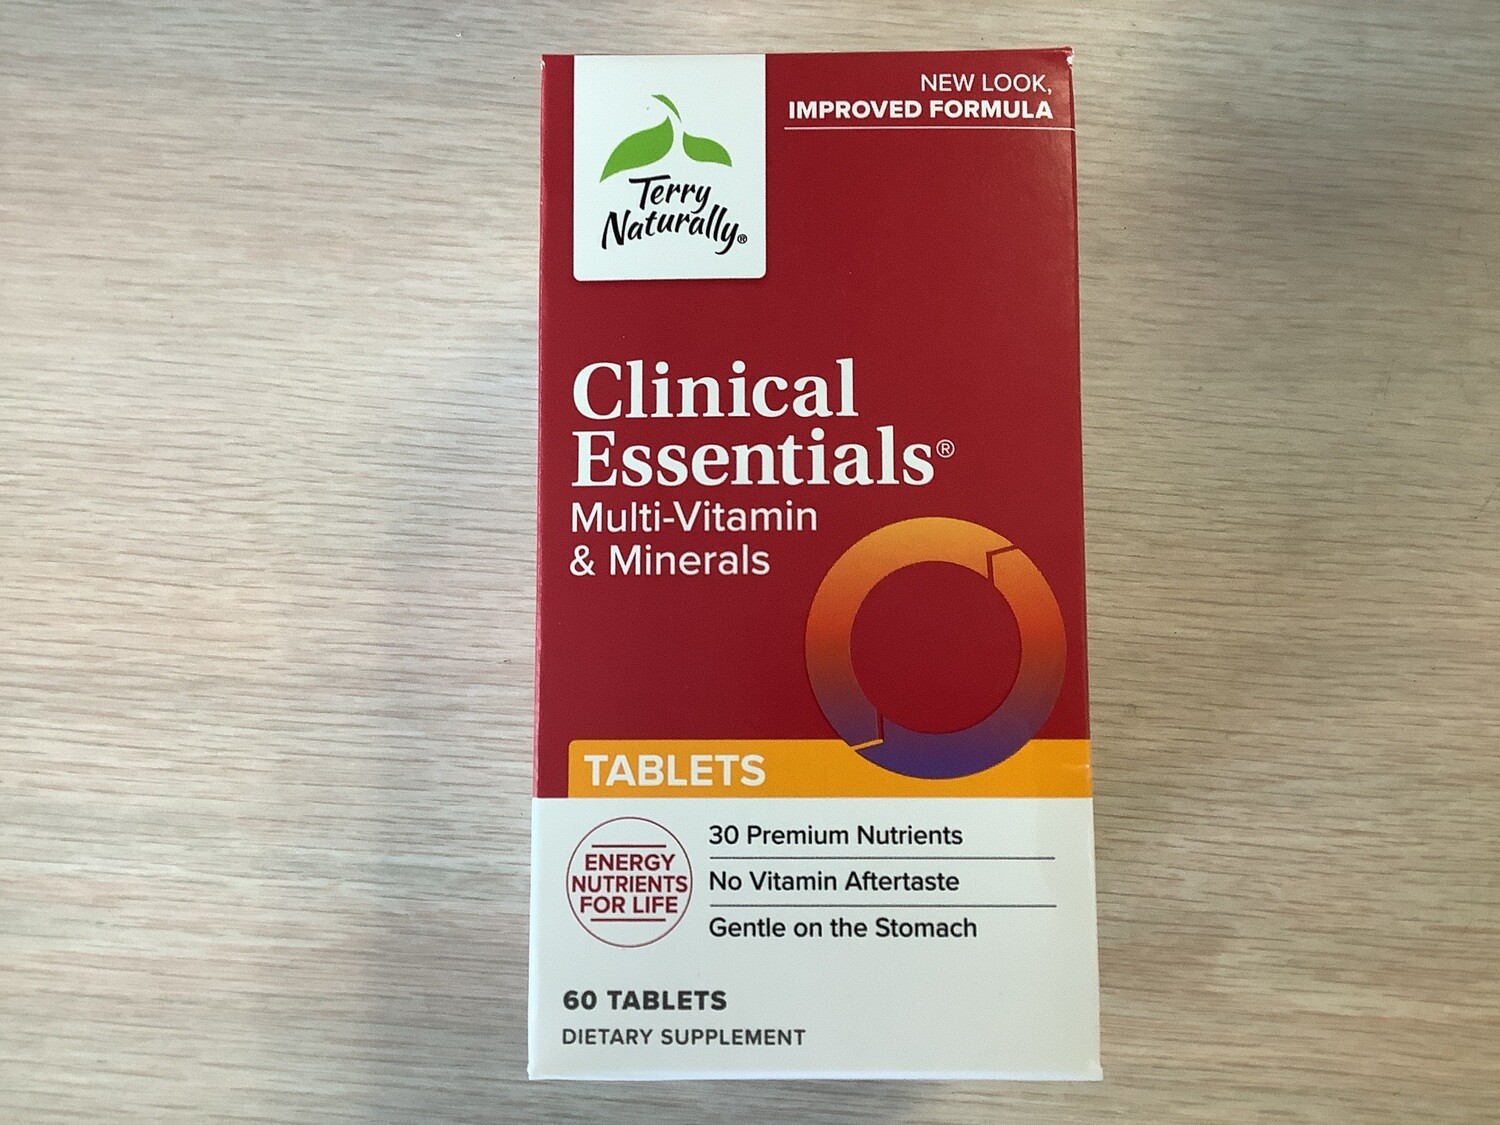 NEW LOOK,
IMPROVED FORMULA
Terry
Naturally®
Clinical
Essentials®
Multi-Vitamin
& Minerals
TABLETS
ENERGY
NUTRIENTS
FOR LIFE
30 Premium Nutrients
No Vitamin Aftertaste
Gentle on the Stomach
60 TABLETS
DIETARY SUPPLEMENT